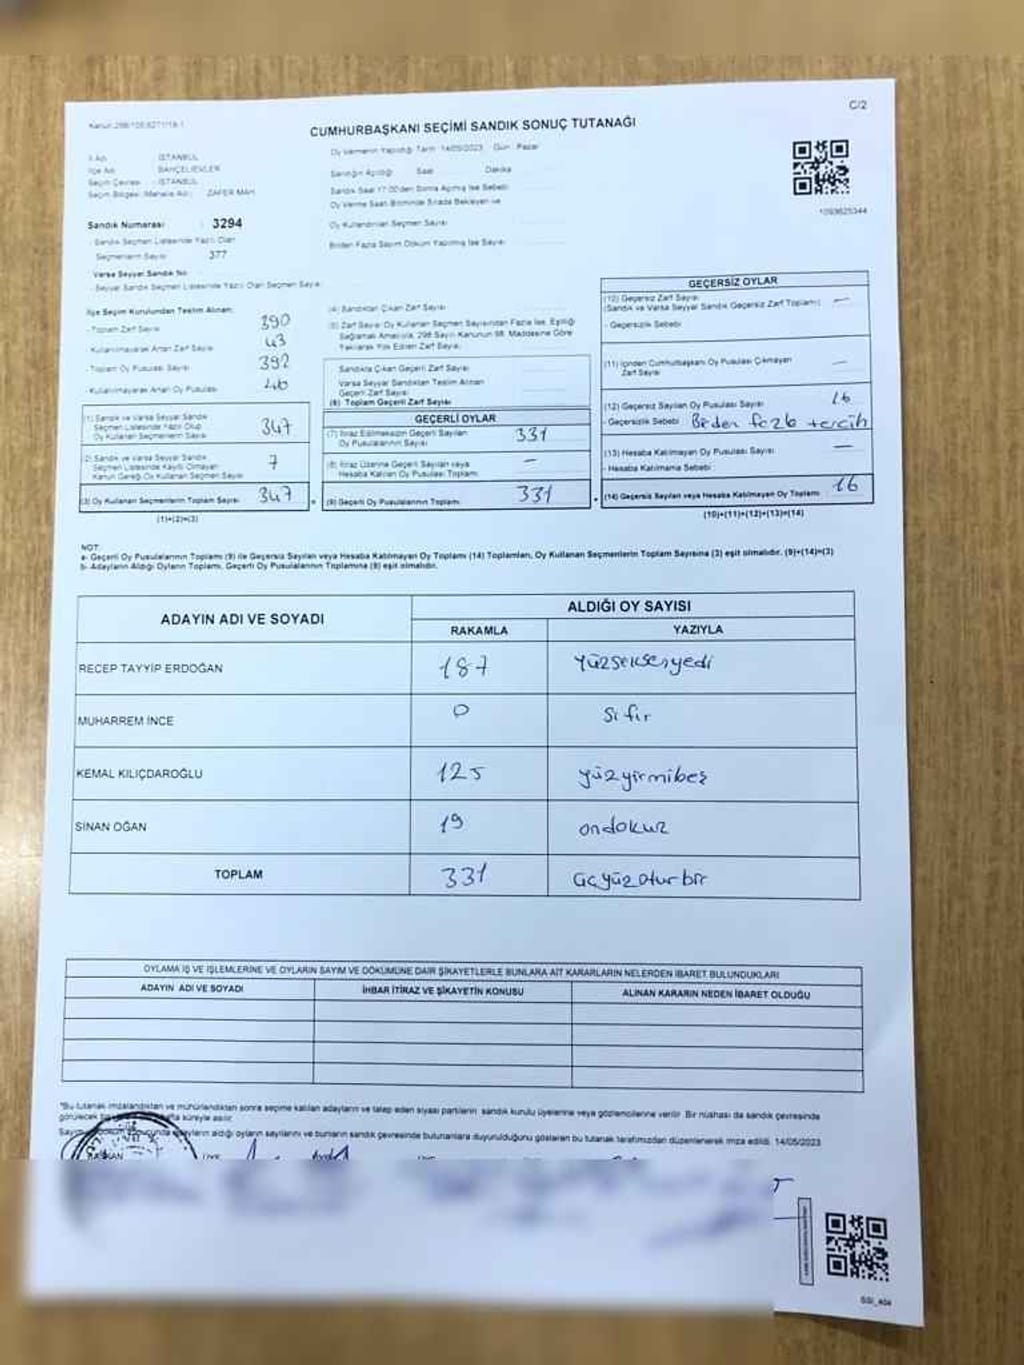 C/2
Kanun:298/105,6271/18-1
CUMHURBAŞKANI SEÇİMİ SANDIK SONUÇ TUTANAĞI
İl Adı : İSTANBUL
İlçe Adı : BAHÇELİEVLER
Seçim Çevresi : İSTANBUL
Seçim Bölgesi (Mahalle Adı) : ZAFER MAH.
Sandık Numarası : 3294
- Sandık Seçmen Listesinde Yazılı Olan
Seçmenlerin Sayısı 377
Varsa Seyyar Sandık No
- Seyyar Sandık Seçmen Listesinde Yazılı Olan Seçmen Sayısı
Oy Vermenin Yapıldığı Tarih: 14/05/2023 Gün : Pazar
Sandığın Açıldığı Saat Dakika
Sandık Saat 17:00'den Sonra Açılmış İse Sebebi
Oy Verme Saati Bitiminde Sırada Bekleyen ve
Oy Kullandırılan Seçmen Sayısı
Birden Fazla Sayım Döküm Yapılmış İse Sayısı
1093625344
İlçe Seçim Kurulundan Teslim Alınan:
- Toplam Zarf Sayısı 390
- Kullanılmayarak Artan Zarf Sayısı 43
- Toplam Oy Pusulası Sayısı 392
- Kullanılmayarak Artan Oy Pusulası 46
(1) Sandık ve Varsa Seyyar Sandık
Seçmen Listesinde Yazılı Olup
Oy Kullanan Seçmenlerin Sayısı 347
(2) Sandık ve Varsa Seyyar Sandık
Seçmen Listesinde Kayıtlı Olmayan
Kanun Gereği Oy Kullanan Seçmen Sayısı 7
(3) Oy Kullanan Seçmenlerin Toplam Sayısı 347 =
(1)+(2)=(3)
(4) Sandıktan Çıkan Zarf Sayısı
(5) Zarf Sayısı Oy Kullanan Seçmen Sayısından Fazla İse, Eşitliği
Sağlamak Amacıyla, 298 Sayılı Kanunun 98. Maddesine Göre
Yakılarak Yok Edilen Zarf Sayısı
Sandıkta Çıkan Geçerli Zarf Sayısı
Varsa Seyyar Sandıktan Teslim Alınan
Geçerli Zarf Sayısı
(6) Toplam Geçerli Zarf Sayısı
GEÇERLİ OYLAR
(7) İtiraz Edilmeksizin Geçerli Sayılan
Oy Pusulalarının Sayısı 331
(8) İtiraz Üzerine Geçerli Sayılan veya
Hesaba Katılan Oy Pusulası Toplamı –
(9) Geçerli Oy Pusulalarının Toplamı 331 +
GEÇERSİZ OYLAR
(10) Geçersiz Zarf Sayısı
(Sandık ve Varsa Seyyar Sandık Geçersiz Zarf Toplamı) —
- Geçersizlik Sebebi
(11) İçinden Cumhurbaşkanı Oy Pusulası Çıkmayan
Zarf Sayısı —
(12) Geçersiz Sayılan Oy Pusulası Sayısı 16
- Geçersizlik Sebebi Birden fazla tercih
(13) Hesaba Katılmayan Oy Pusulası Sayısı —
- Hesaba Katılmama Sebebi
(14) Geçersiz Sayılan veya Hesaba Katılmayan Oy Toplamı 16
(10)+(11)+(12)+(13)=(14)
NOT:
a- Geçerli Oy Pusulalarının Toplamı (9) ile Geçersiz Sayılan veya Hesaba Katılmayan Oy Toplamı (14) Toplamları, Oy Kullanan Seçmenlerin Toplam Sayısına (3) eşit olmalıdır. (9)+(14)=(3)
b- Adayların Aldığı Oyların Toplamı, Geçerli Oy Pusulalarının Toplamına (9) eşit olmalıdır.
ADAYIN ADI VE SOYADI ALDIĞI OY SAYISI
RAKAMLA YAZIYLA
RECEP TAYYİP ERDOĞAN 187 yüzseksenyedi
MUHARREM İNCE 0 Sıfır
KEMAL KILIÇDAROĞLU 125 yüzyirmibeş
SİNAN OĞAN 19 ondokuz
TOPLAM 331 üçyüzoturbir
OYLAMA İŞ VE İŞLEMLERİNE VE OYLARIN SAYIM VE DÖKÜMÜNE DAİR ŞİKAYETLERLE BUNLARA AİT KARARLARIN NELERDEN İBARET BULUNDUKLARI
ADAYIN ADI VE SOYADI İHBAR İTİRAZ VE ŞİKAYETİN KONUSU ALINAN KARARIN NEDEN İBARET OLDUĞU
"Bu tutanak imzalandıktan ve mühürlendikten sonra seçime katılan adayların ve talep eden siyasi partilerin sandık kurulu üyelerine veya gözlemcilerine verilir. Bir nüshası da sandık çevresinde
görülecek bir hafta süreyle asılır.
Sayım döküm sonucunda adayların aldığı oyların sayılarını ve bunların sandık çevresinde bulunanlara duyurulduğunu gösteren bu tutanak tarafımızdan düzenlenerek imza edildi. 14/05/2023
BAŞKAN ÜYE